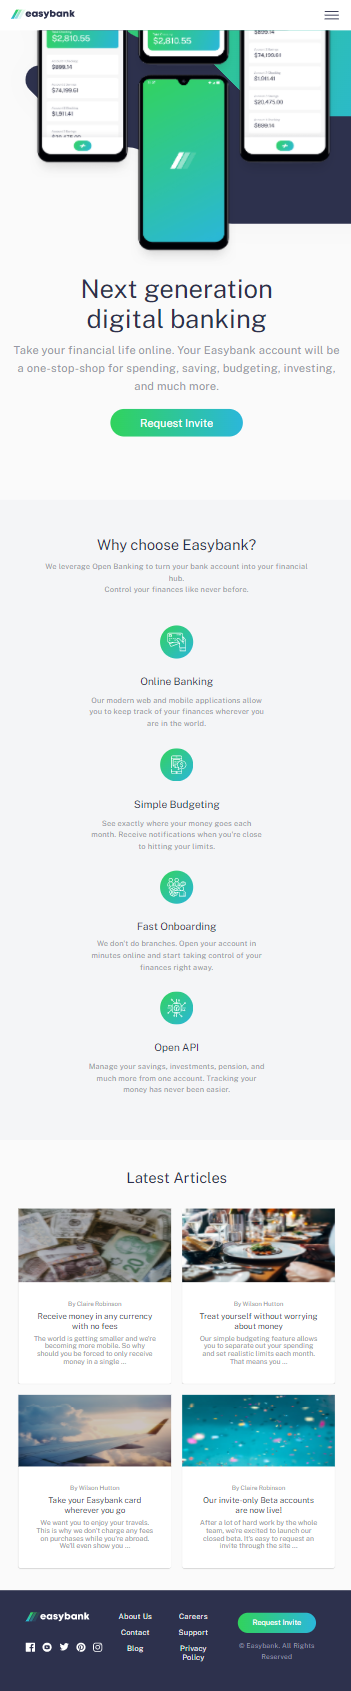 easybank
$2,810.55
$899.14
$74,199.61
$1,911.41
$2,810.55
$74,199.61
$1,911.41
$20,475.00
$899.14
Next generation
digital banking
Take your financial life online. Your Easybank account will be
a one-stop-shop for spending, saving, budgeting, investing,
and much more.
Request Invite
Why choose Easybank?
We leverage Open Banking to turn your bank account into your financial
hub.
Control your finances like never before.
Online Banking
Our modern web and mobile applications allow
you to keep track of your finances wherever you
are in the world.
Simple Budgeting
See exactly where your money goes each
month. Receive notifications when you're close
to hitting your limits.
Fast Onboarding
We don't do branches. Open your account in
minutes online and start taking control of your
finances right away.
Open API
Manage your savings, investments, pension, and
much more from one account. Tracking your
money has never been easier.
Latest Articles
By Claire Robinson
Receive money in any currency
with no fees
The world is getting smaller and we're
becoming more mobile. So why
should you be forced to only receive
money in a single ...
By Wilson Hutton
Treat yourself without worrying
about money
Our simple budgeting feature allows
you to separate out your spending
and set realistic limits each month.
That means you ...
By Wilson Hutton
Take your Easybank card
wherever you go
We want you to enjoy your travels.
This is why we don't charge any fees
on purchases while you're abroad.
We'll even show you ...
By Claire Robinson
Our invite-only Beta accounts
are now live!
After a lot of hard work by the whole
team, we're excited to launch our
closed beta. It's easy to request an
invite through the site ...
easybank
About Us
Contact
Blog
Careers
Support
Privacy
Policy
Request Invite
© Easybank. All Rights
Reserved